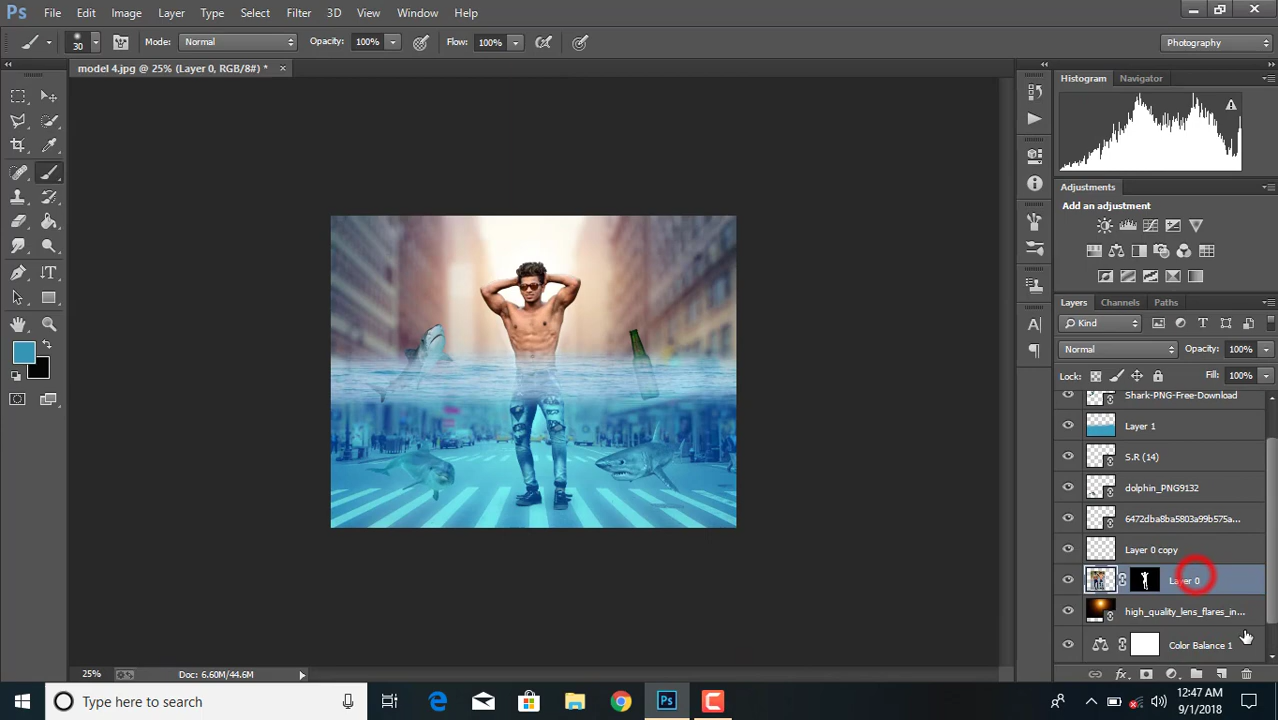 Ps File Edit Image Layer Type Select Filter 3D View Window Help
30 Mode: Normal Opacity: 100% Flow: 100% Photography
model 4.jpg @ 25% (Layer 0, RGB/8#) * ×
Histogram Navigator
Adjustments
Add an adjustment
Layers Channels Paths
Kind
Normal Opacity: 100%
Lock: Fill: 100%
Shark-PNG-Free-Download
Layer 1
S.R (14)
dolphin_PNG9132
6472dba8ba5803a99b575a...
Layer 0 copy
Layer 0
high_quality_lens_flares_in...
Color Balance 1
25% Doc: 6.60M/44.6M
Type here to search
Ps
12:47 AM
9/1/2018